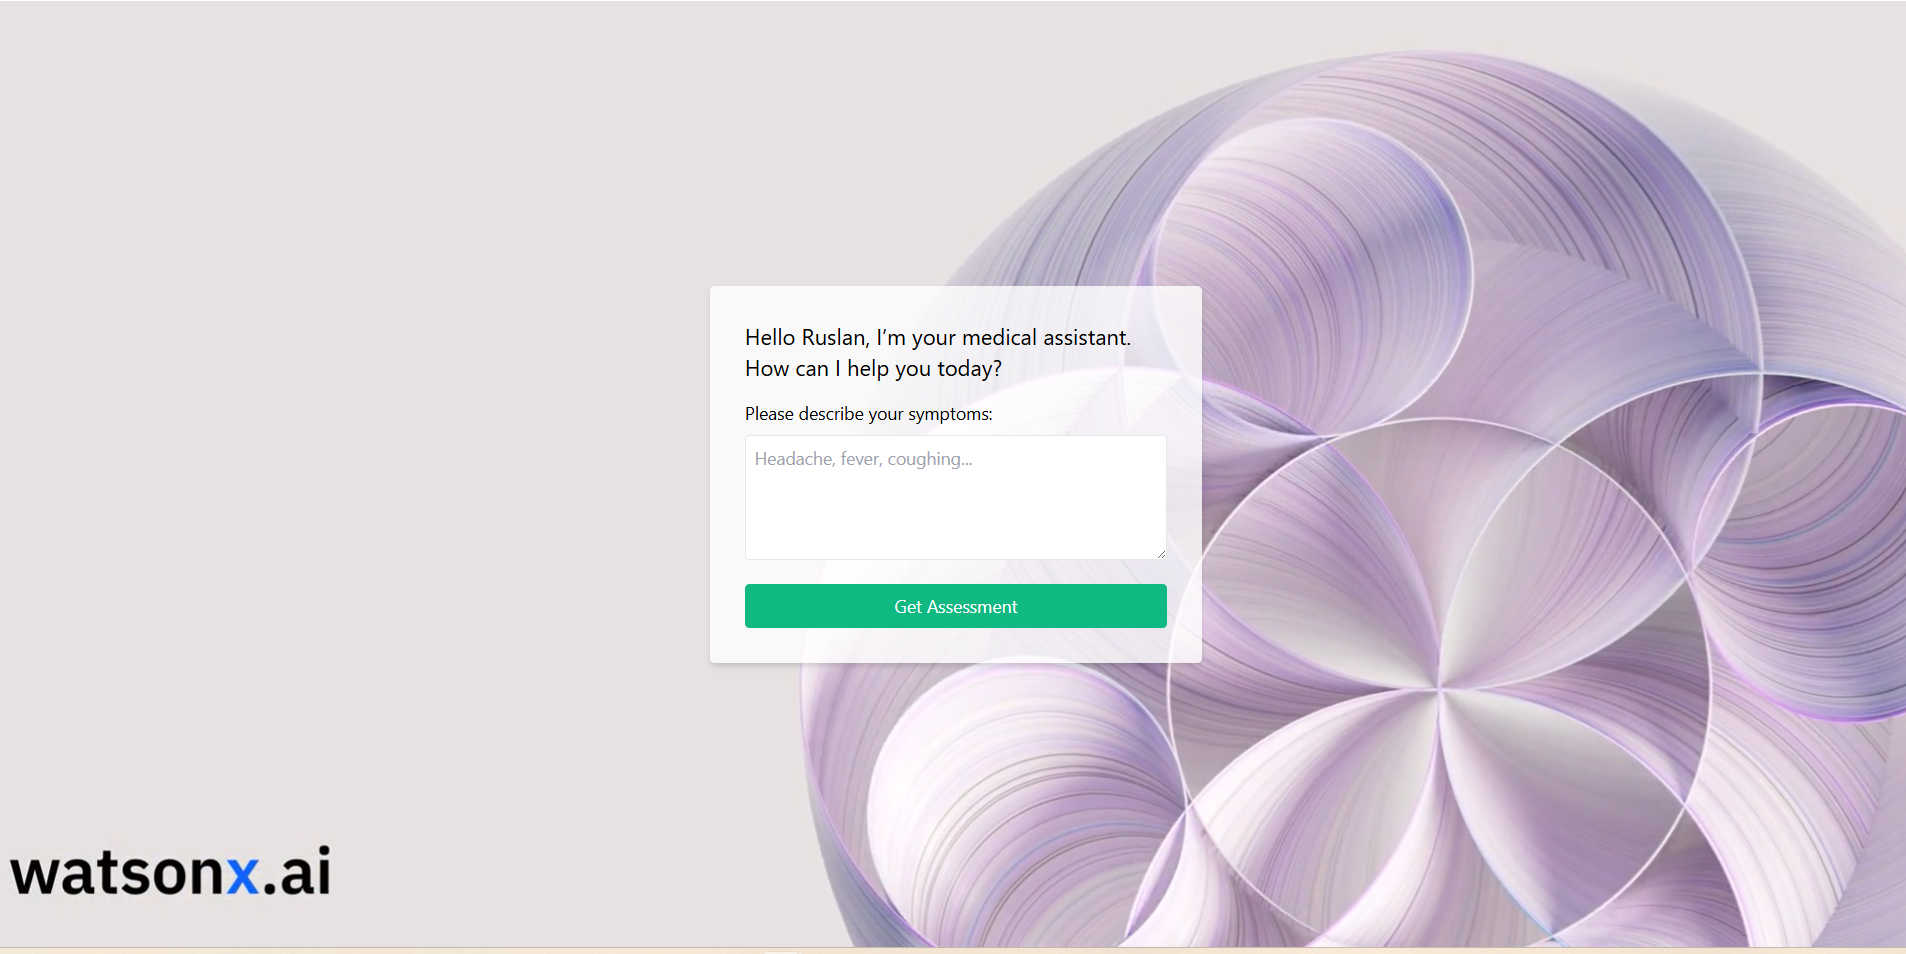 Hello Ruslan, I’m your medical assistant.
How can I help you today?
Please describe your symptoms:
Headache, fever, coughing...
Get Assessment
watsonx.ai